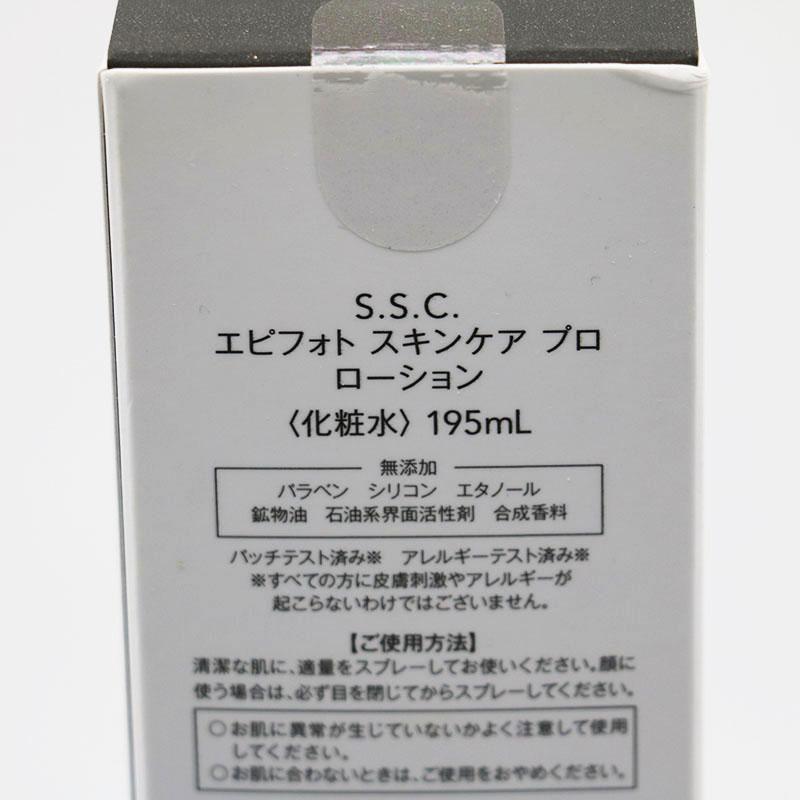 S.S.C.
エピフォト スキンケア プロ
ローション
〈化粧水〉 195mL
無添加
パラベン シリコン エタノール
鉱物油 石油系界面活性剤 合成香料
パッチテスト済み※ アレルギーテスト済み※
※すべての方に皮膚刺激やアレルギーが
起こらないわけではございません。
【ご使用方法】
清潔な肌に、適量をスプレーしてお使いください。顔に
使う場合は、必ず目を閉じてからスプレーしてください。
○お肌に異常が生じていないかよく注意して使用
してください。
○お肌に合わないときは、ご使用をおやめください。